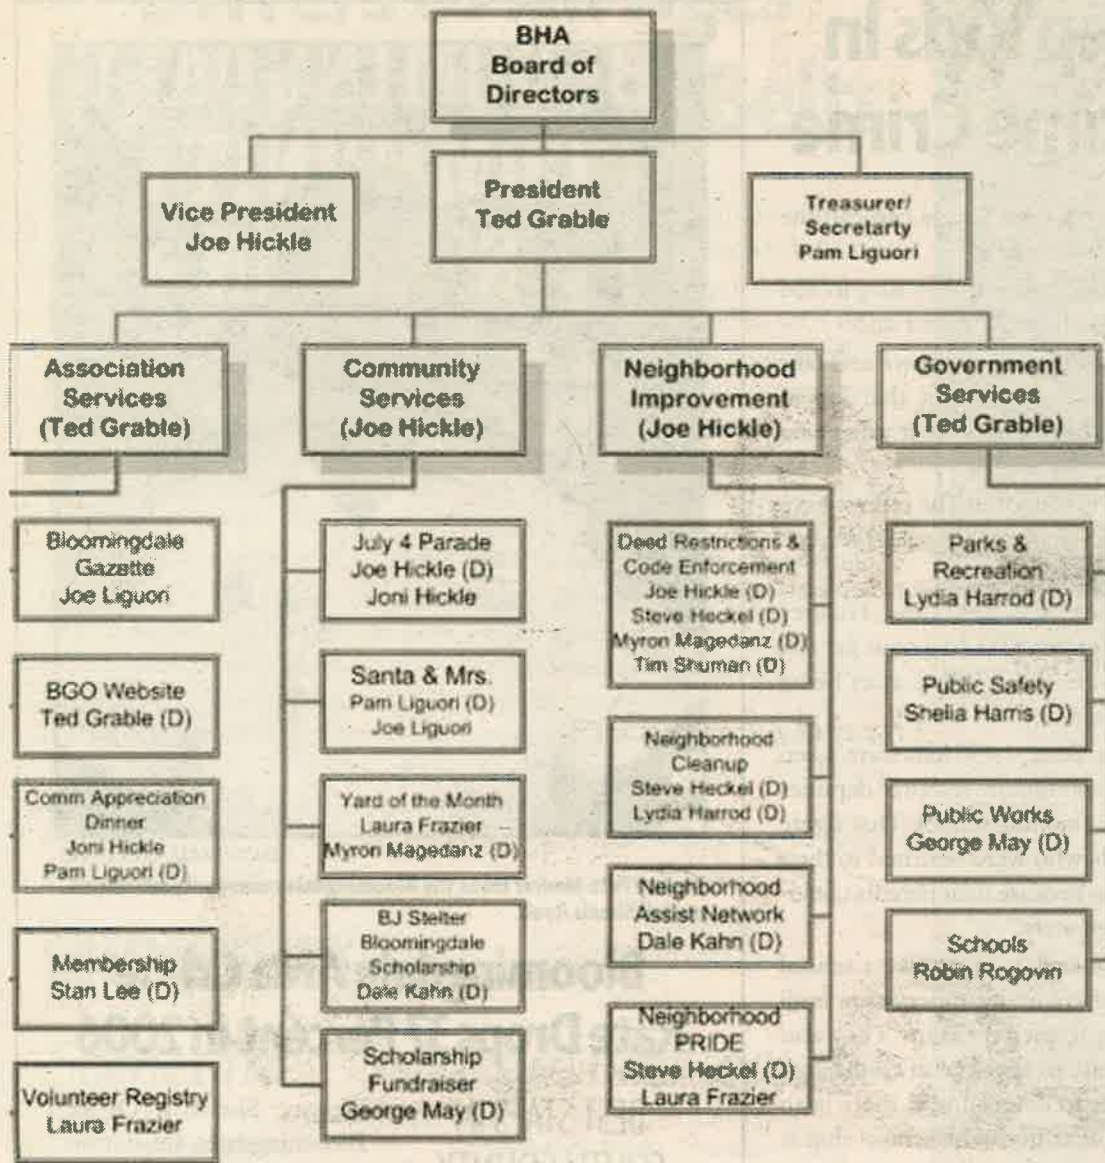 BHA
Board of
Directors
Vice President
Joe Hickle
President
Ted Grable
Treasurer/
Secretarty
Pam Liguori
Association
Services
(Ted Grable)
Community
Services
(Joe Hickle)
Neighborhood
Improvement
(Joe Hickle)
Government
Services
(Ted Grable)
Bloomingdale
Gazette
Joe Liguori
BGO Website
Ted Grable (D)
Comm Appreciation
Dinner
Joni Hickle
Pam Liguori (D)
Membership
Stan Lee (D)
Volunteer Registry
Laura Frazier
July 4 Parade
Joe Hickle (D)
Joni Hickle
Santa & Mrs.
Pam Liguori (D)
Joe Liguori
Yard of the Month
Laura Frazier
Myron Magedanz (D)
BJ Stelter
Bloomingdale
Scholarship
Dale Kahn (D)
Scholarship
Fundraiser
George May (D)
Deed Restrictions &
Code Enforcement
Joe Hickle (D)
Steve Heckel (D)
Myron Magedanz (D)
Tim Shuman (D)
Neighborhood
Cleanup
Steve Heckel (D)
Lydia Harrod (D)
Neighborhood
Assist Network
Dale Kahn (D)
Neighborhood
PRIDE
Steve Heckel (D)
Laura Frazier
Parks &
Recreation
Lydia Harrod (D)
Public Safety
Shelia Harris (D)
Public Works
George May (D)
Schools
Robin Rogovin